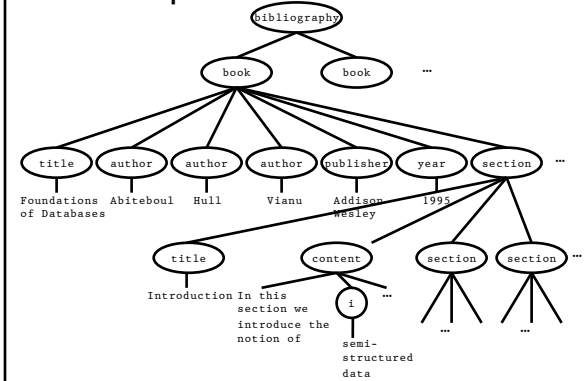 bibliography
book
book
...
title
author
author
author
publisher
year
section
...
Foundations
of Databases
Abiteboul
Hull
Vianu
Addison
Wesley
1995
title
content
section
section
...
Introduction
In this
section we
introduce the
notion of
i
...
semi-
structured
data
...
...